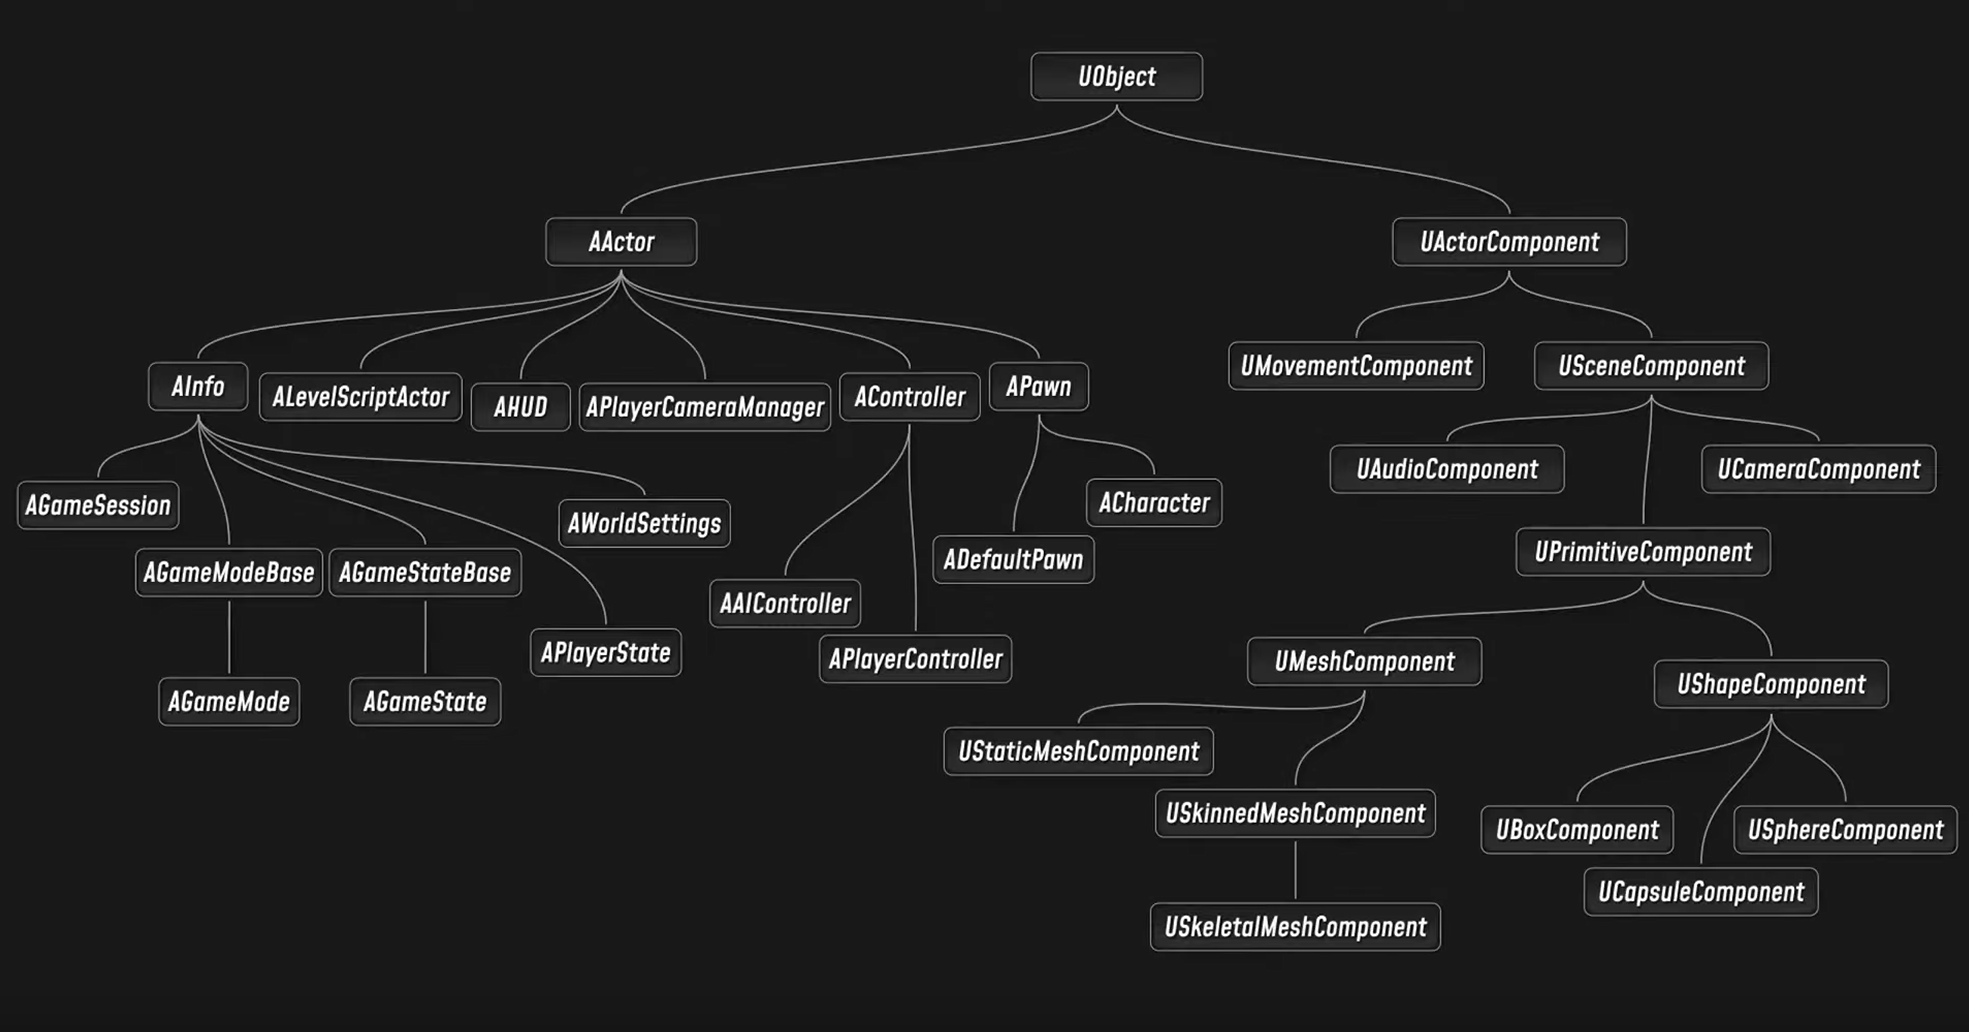 UObject
AActor
UActorComponent
AInfo
ALevelScriptActor
AHUD
APlayerCameraManager
AController
APawn
UMovementComponent
USceneComponent
AGameSession
AWorldSettings
ACharacter
UAudioComponent
UCameraComponent
AGameModeBase
AGameStateBase
AAIController
ADefaultPawn
UPrimitiveComponent
APlayerState
APlayerController
UMeshComponent
UShapeComponent
AGameMode
AGameState
UStaticMeshComponent
USkinnedMeshComponent
UBoxComponent
USphereComponent
UCapsuleComponent
USkeletalMeshComponent